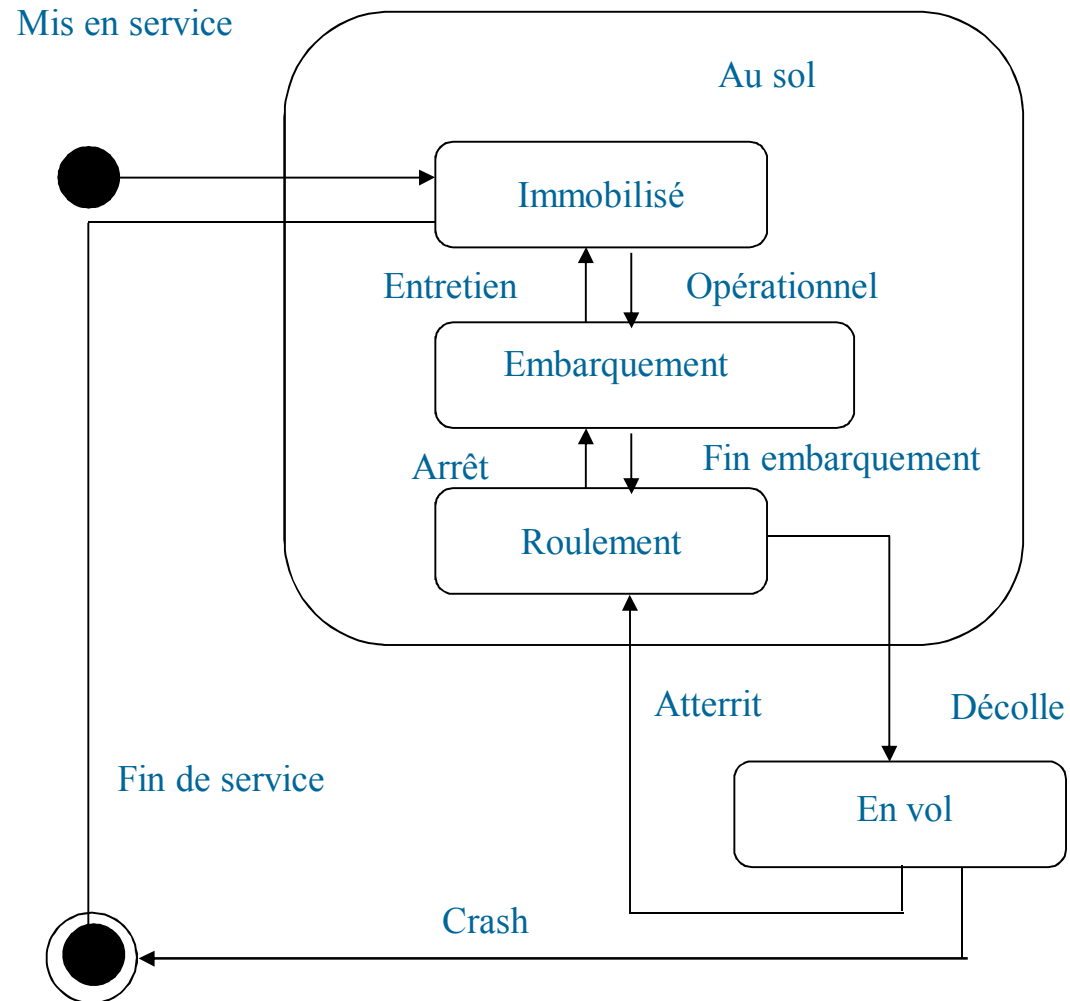 Mis en service
Au sol
Immobilisé
Entretien
Opérationnel
Embarquement
Arrêt
Fin embarquement
Roulement
Atterrit
Décolle
Fin de service
En vol
Crash